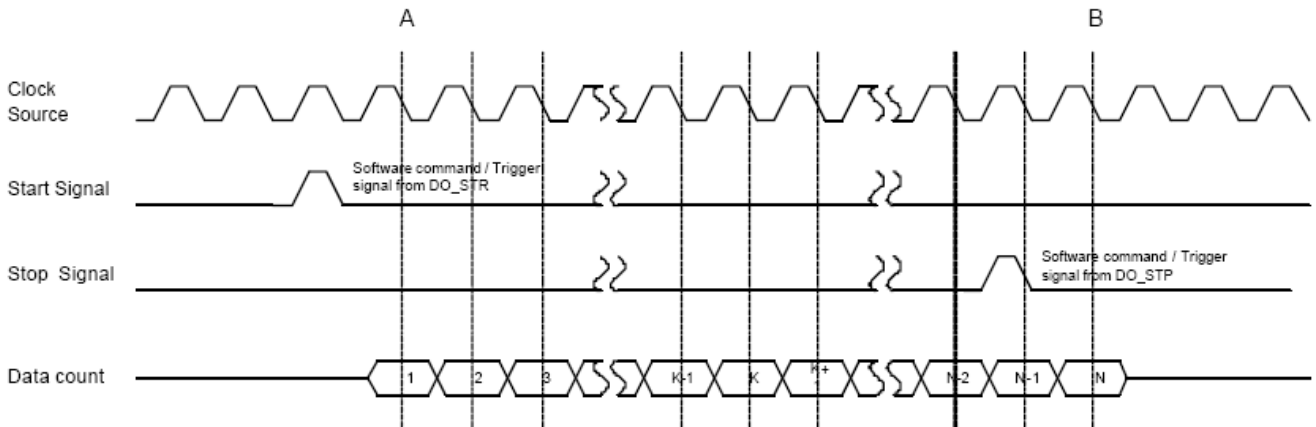 A B
Clock
Source
Start Signal
Software command / Trigger
signal from DO_STR
Stop Signal
Software command / Trigger
signal from DO_STP
Data count
1 2 3 K-1 K K+ N-2 N-1 N